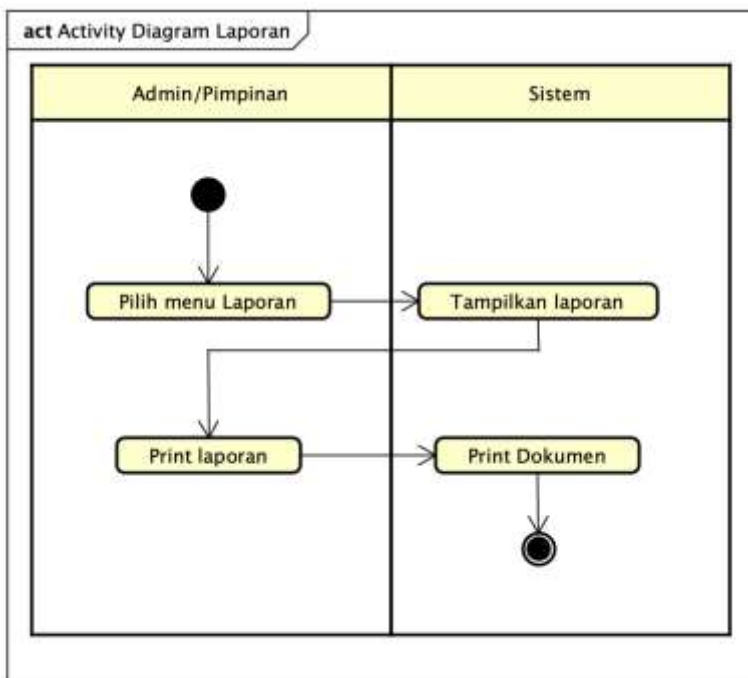 act Activity Diagram Laporan
Admin/Pimpinan
Sistem
Pilih menu Laporan
Tampilkan laporan
Print laporan
Print Dokumen